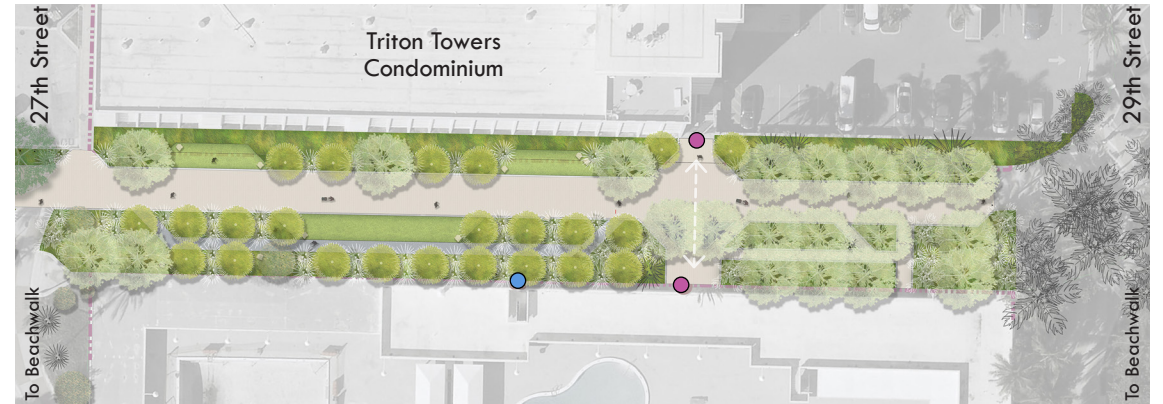 27th Street
Triton Towers
Condominium
29th Street
To Beachwalk
To Beachwalk